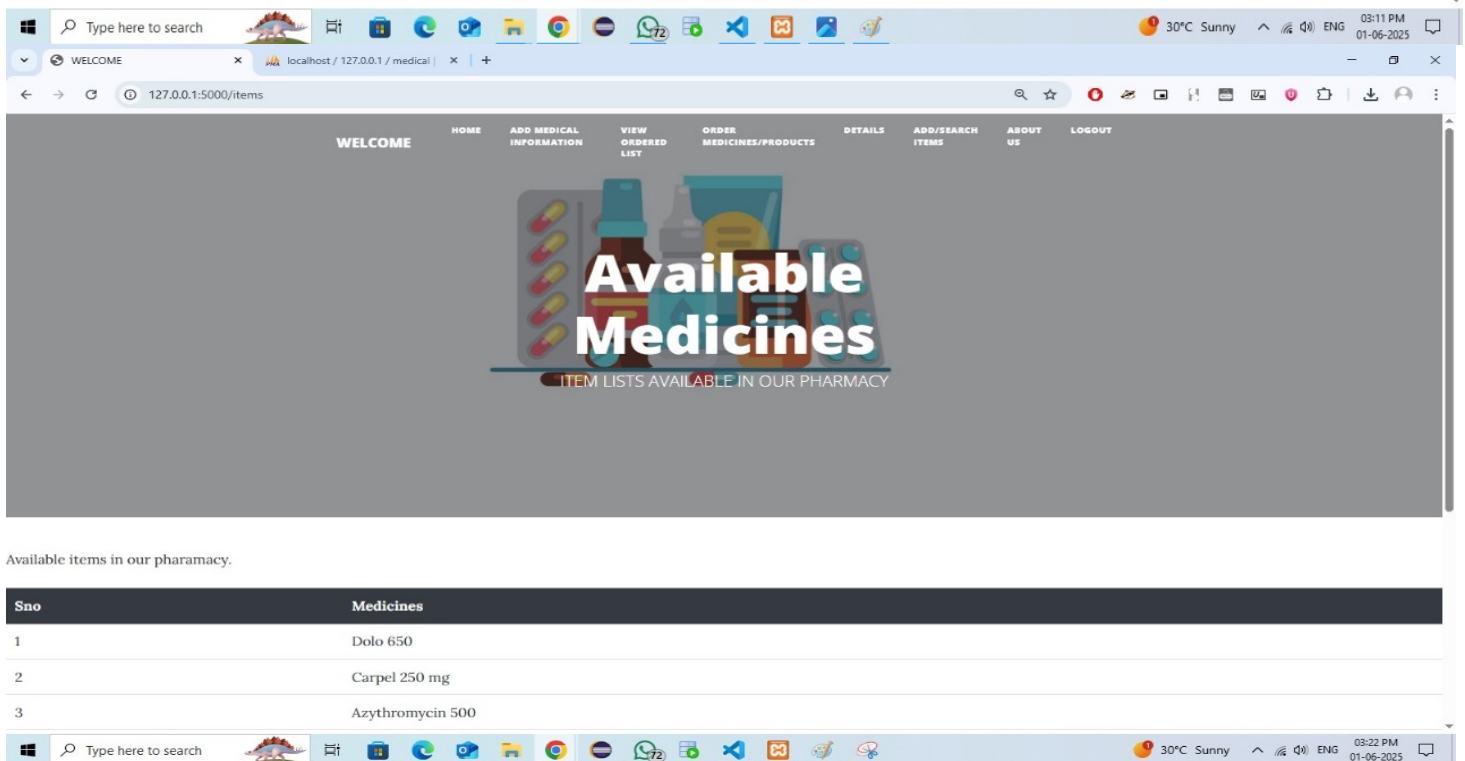 Type here to search
72
30°C Sunny
ENG
03:11 PM
01-06-2025
WELCOME
localhost / 127.0.0.1 / medical |
127.0.0.1:5000/items
WELCOME
HOME
ADD MEDICAL
INFORMATION
VIEW
ORDERED
LIST
ORDER
MEDICINES/PRODUCTS
DETAILS
ADD/SEARCH
ITEMS
ABOUT
US
LOGOUT
Available
Medicines
ITEM LISTS AVAILABLE IN OUR PHARMACY
Available items in our pharamacy.
Sno Medicines
1 Dolo 650
2 Carpel 250 mg
3 Azythromycin 500
Type here to search
72
30°C Sunny
ENG
03:22 PM
01-06-2025